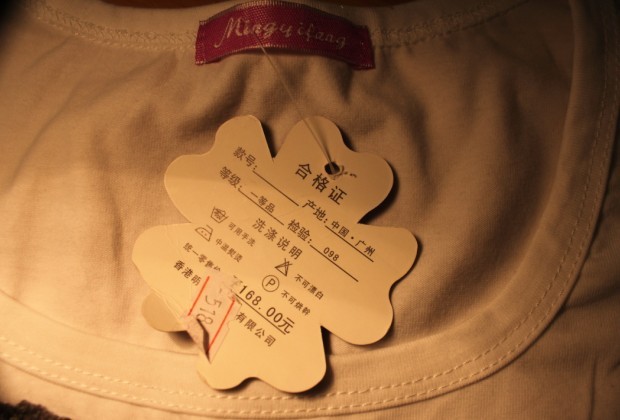 Mingyifang
合格证
款号:
产地:中国·广州
等级: 一等品
检验: 098
洗涤说明
可用手洗
不可漂白
中温熨烫
P 不可烘幹
统一零售价 168.00元
香港 有限公司
518